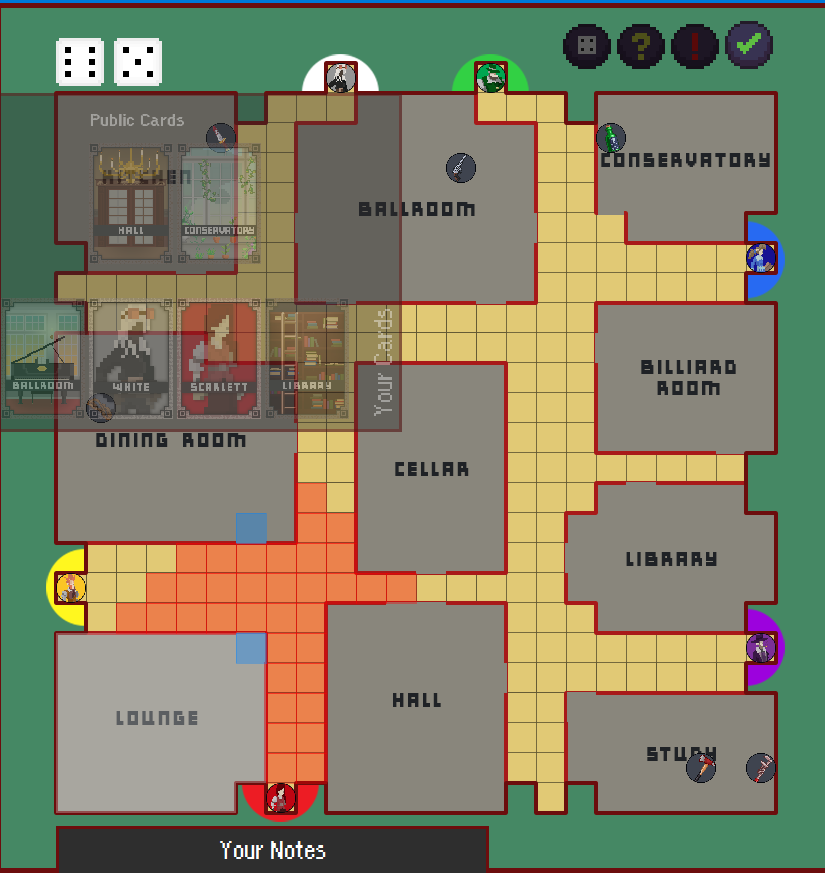 ?
!
Public Cards
KITCHEN
HALL
CONSERVATORY
BALLROOM
CONSERVATORY
BALLROOM
WHITE
SCARLETT
LIBRARY
Your Cards
BILLIARD
ROOM
DINING ROOM
CELLAR
LIBRARY
LOUNGE
HALL
STUDY
Your Notes